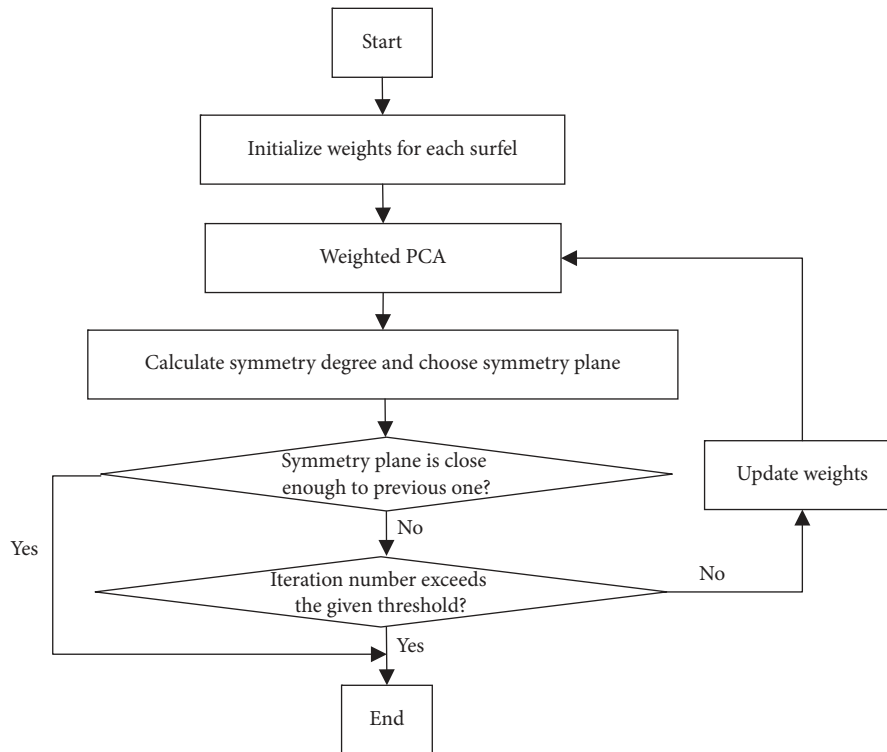 Start
Initialize weights for each surfel
Weighted PCA
Calculate symmetry degree and choose symmetry plane
Symmetry plane is close
enough to previous one?
Update weights
No
Yes
Iteration number exceeds
the given threshold?
No
Yes
End